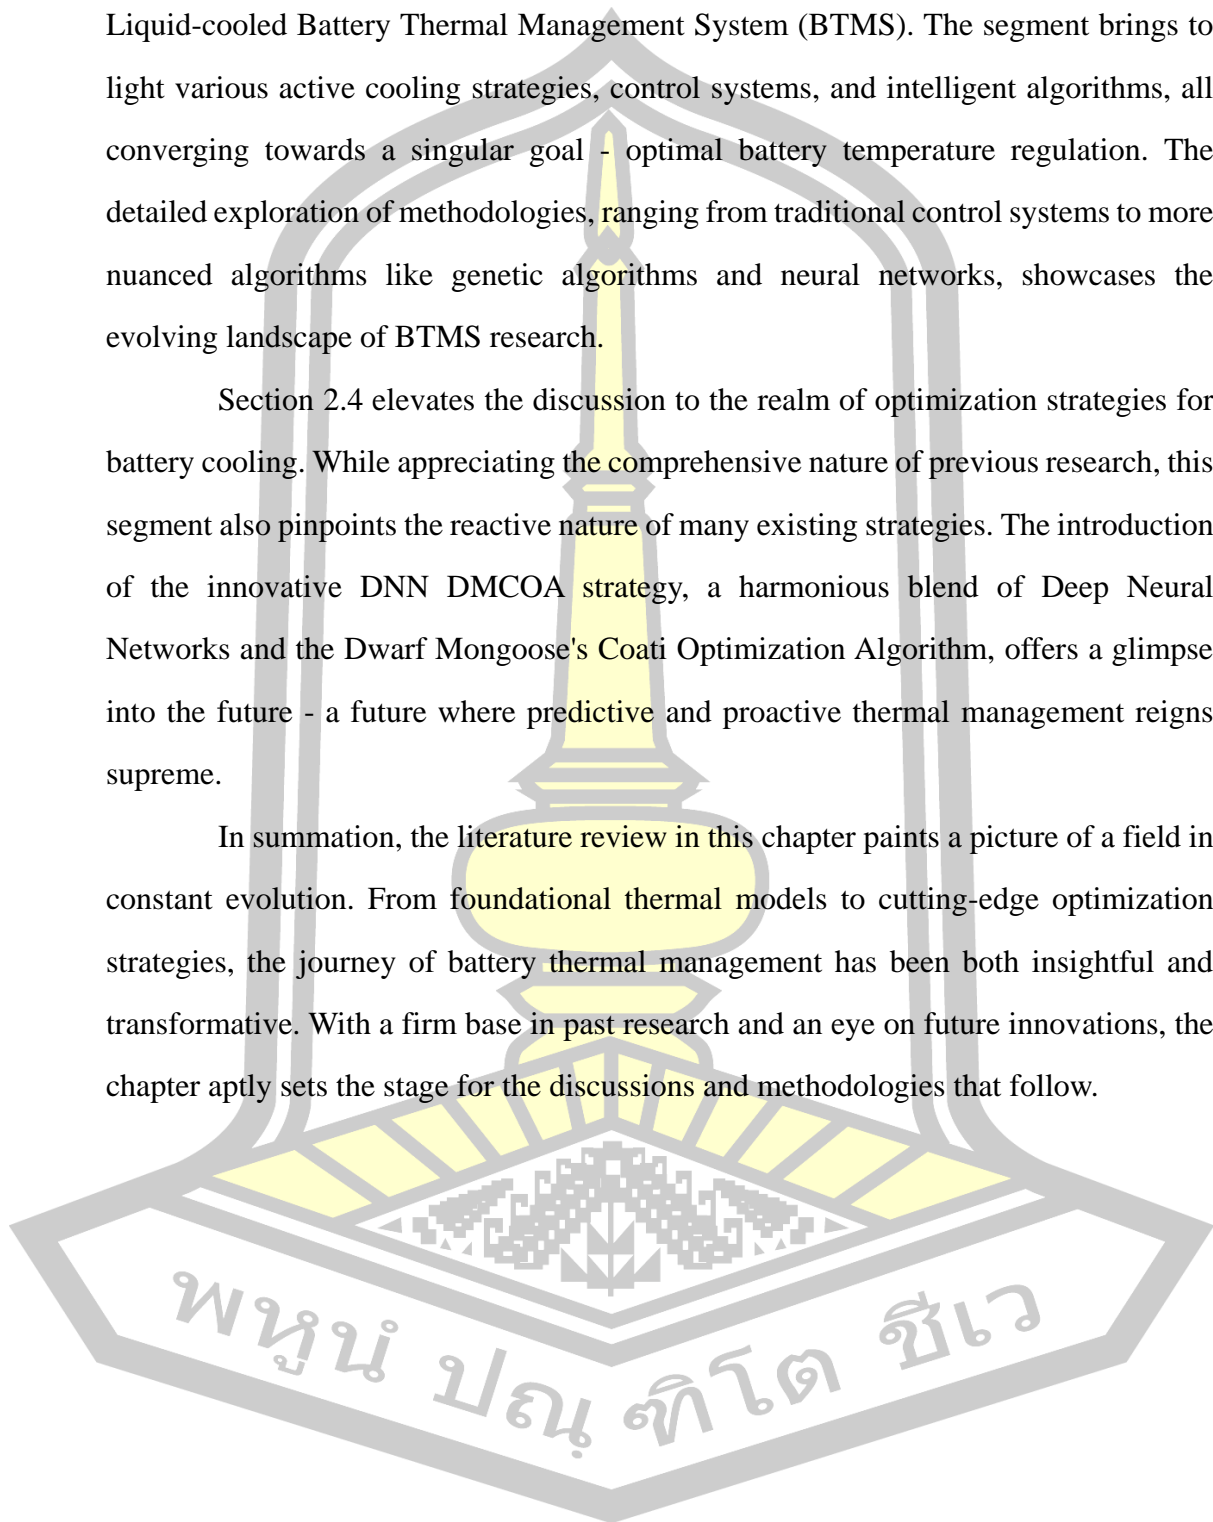 Liquid-cooled Battery Thermal Management System (BTMS). The segment brings to
light various active cooling strategies, control systems, and intelligent algorithms, all
converging towards a singular goal - optimal battery temperature regulation. The
detailed exploration of methodologies, ranging from traditional control systems to more
nuanced algorithms like genetic algorithms and neural networks, showcases the
evolving landscape of BTMS research.
Section 2.4 elevates the discussion to the realm of optimization strategies for
battery cooling. While appreciating the comprehensive nature of previous research, this
segment also pinpoints the reactive nature of many existing strategies. The introduction
of the innovative DNN DMCOA strategy, a harmonious blend of Deep Neural
Networks and the Dwarf Mongoose's Coati Optimization Algorithm, offers a glimpse
into the future - a future where predictive and proactive thermal management reigns
supreme.
In summation, the literature review in this chapter paints a picture of a field in
constant evolution. From foundational thermal models to cutting-edge optimization
strategies, the journey of battery thermal management has been both insightful and
transformative. With a firm base in past research and an eye on future innovations, the
chapter aptly sets the stage for the discussions and methodologies that follow.
พหูนํ ปณฺ ฑิโต ชีเว